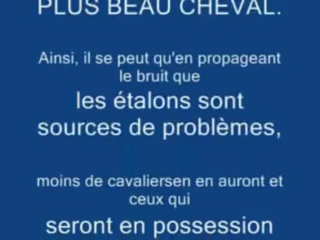 PLUS BEAU CHEVAL.
Ainsi, il se peut qu'en propageant
le bruit que
les étalons sont
sources de problèmes,
moins de cavaliersen en auront et
ceux qui
seront en possession